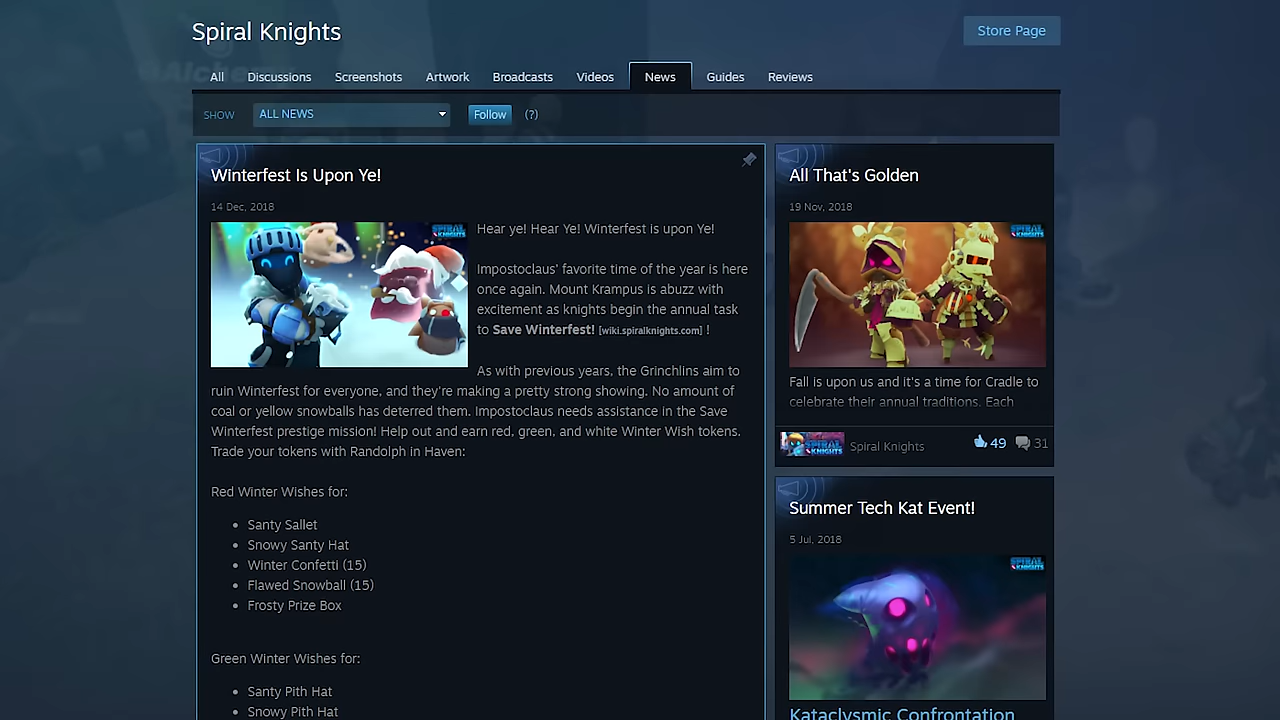 Spiral Knights
Store Page
All
Discussions
Screenshots
Artwork
Broadcasts
Videos
News
Guides
Reviews
SHOW
ALL NEWS
Follow
(?)
Winterfest Is Upon Ye!
14 Dec, 2018
SPIRAL
KNIGHTS
Hear ye! Hear Ye! Winterfest is upon Ye!
Impostoclaus' favorite time of the year is here
once again. Mount Krampus is abuzz with
excitement as knights begin the annual task
to Save Winterfest! [wiki.spiralknights.com] !
As with previous years, the Grinchlins aim to
ruin Winterfest for everyone, and they're making a pretty strong showing. No amount of
coal or yellow snowballs has deterred them. Impostoclaus needs assistance in the Save
Winterfest prestige mission! Help out and earn red, green, and white Winter Wish tokens.
Trade your tokens with Randolph in Haven:
Red Winter Wishes for:
• Santy Sallet
• Snowy Santy Hat
• Winter Confetti (15)
• Flawed Snowball (15)
• Frosty Prize Box
Green Winter Wishes for:
• Santy Pith Hat
• Snowy Pith Hat
All That's Golden
19 Nov, 2018
SPIRAL
KNIGHTS
Fall is upon us and it's a time for Cradle to
celebrate their annual traditions. Each
SPIRAL
KNIGHTS
Spiral Knights
49
31
Summer Tech Kat Event!
5 Jul, 2018
SPIRAL
KNIGHTS
Kataclysmic Confrontation